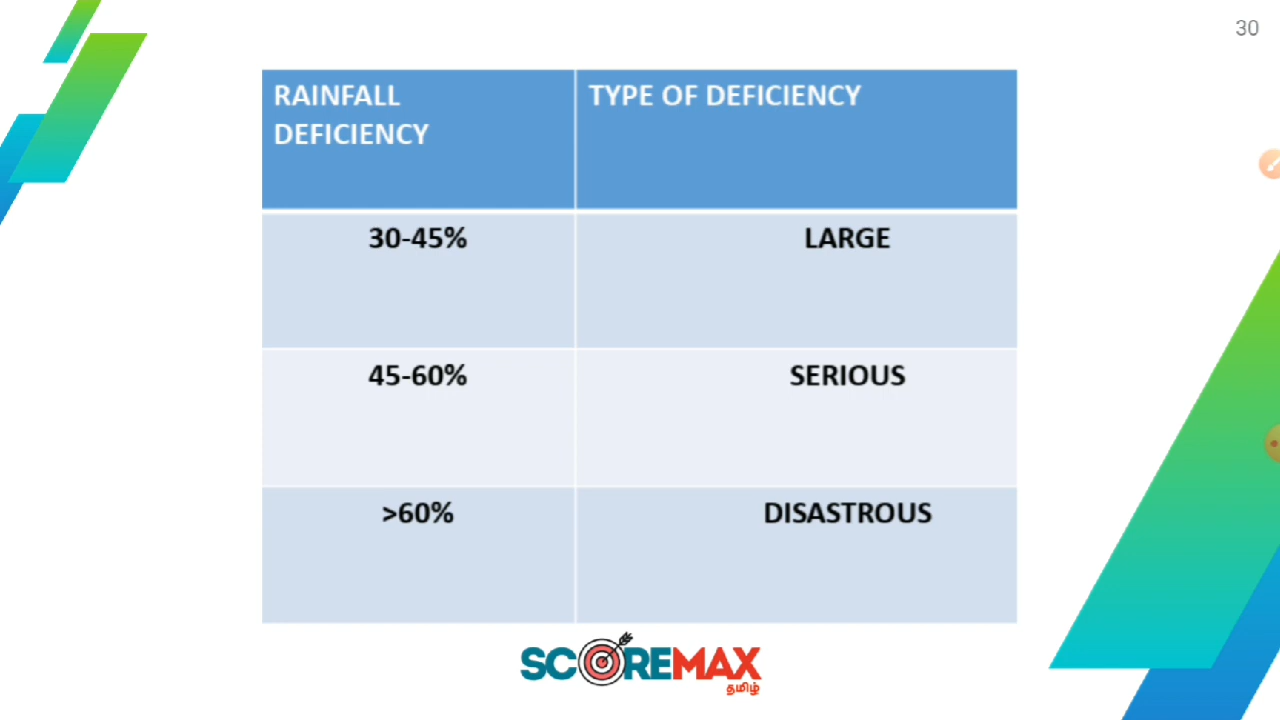 30
RAINFALL
DEFICIENCY
TYPE OF DEFICIENCY
30-45%
LARGE
45-60%
SERIOUS
>60%
DISASTROUS
SCOREMAX
தமிழ்